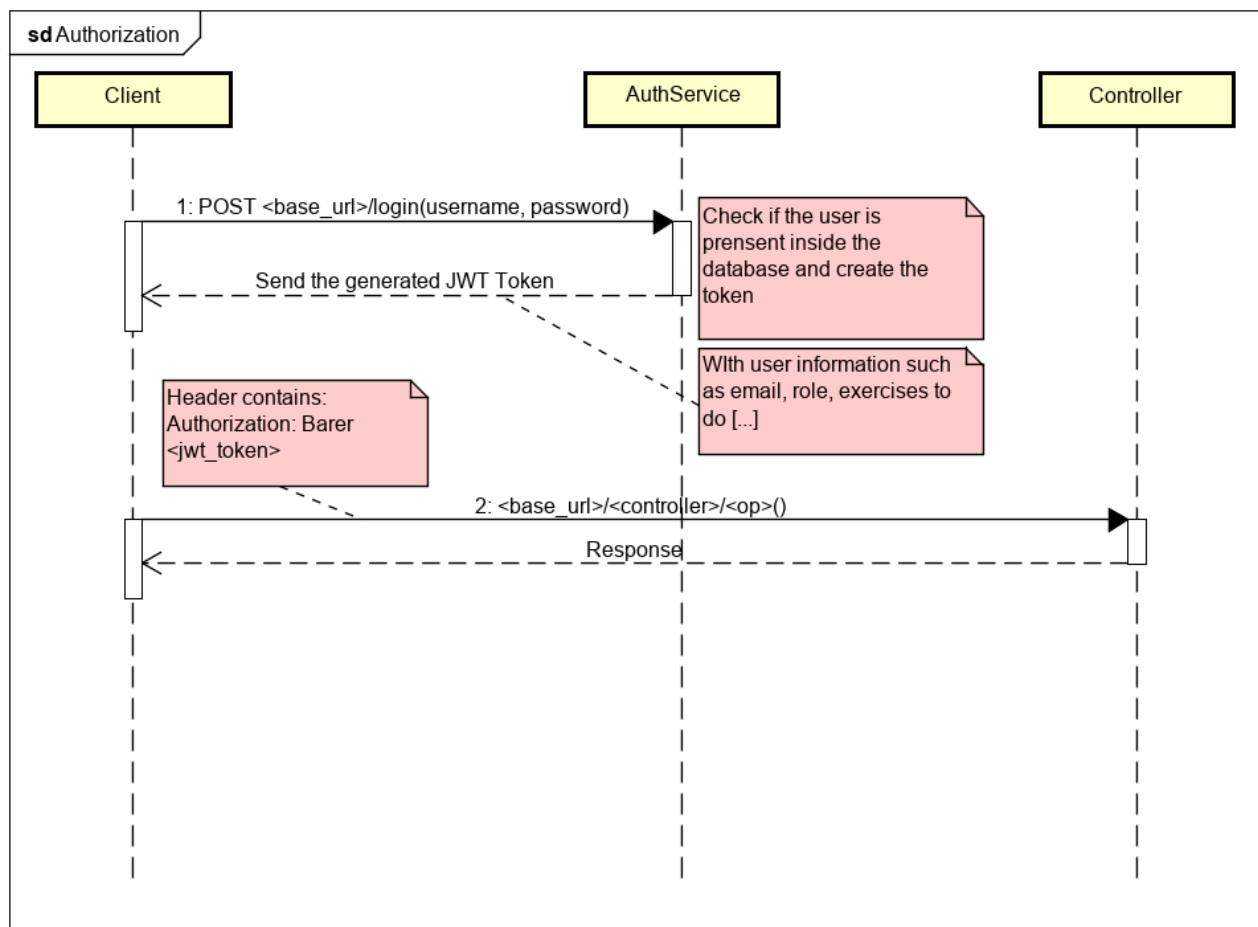 sd Authorization
Client
AuthService
Controller
1: POST <base_url>/login(username, password)
Check if the user is
prensent inside the
database and create the
token
Send the generated JWT Token
WIth user information such
as email, role, exercises to
do [...]
Header contains:
Authorization: Barer
<jwt_token>
2: <base_url>/<controller>/<op>()
Response